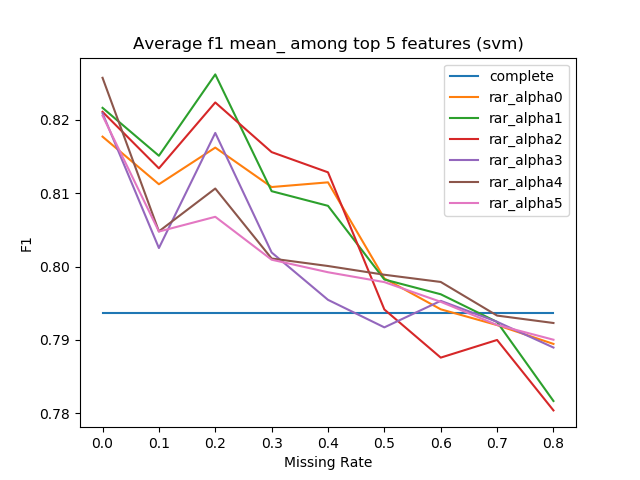 Average f1 mean_ among top 5 features (svm)
complete
rar_alpha0
rar_alpha1
rar_alpha2
rar_alpha3
rar_alpha4
rar_alpha5
F1
0.82
0.81
0.80
0.79
0.78
0.0 0.1 0.2 0.3 0.4 0.5 0.6 0.7 0.8
Missing Rate